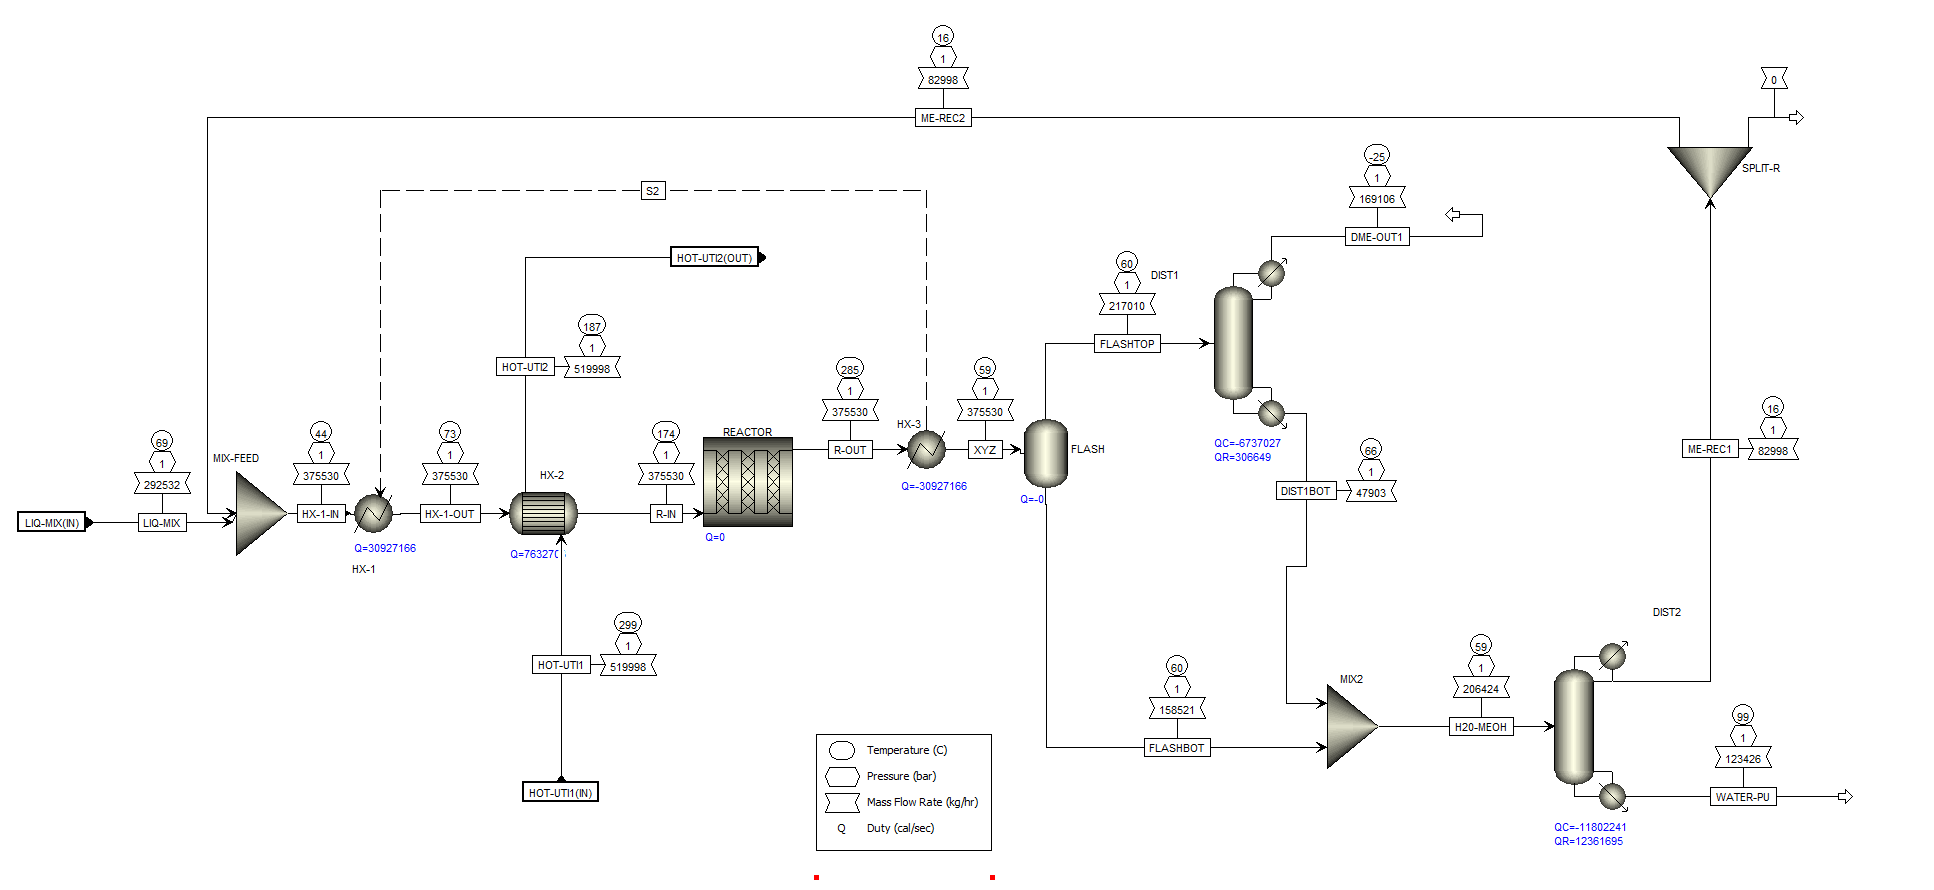 16
1
82998
ME-REC2
0
SPLIT-R
-25
1
169106
DME-OUT1
S2
HOT-UTI2(OUT)
60
1
217010
FLASHTOP
DIST1
187
1
519998
HOT-UTI2
285
1
375530
R-OUT
HX-3
59
1
375530
XYZ
FLASH
Q=-0
Q=-30927166
QC=-6737027
QR=306649
66
1
47903
DIST1BOT
16
1
82998
ME-REC1
69
1
292532
LIQ-MIX(IN)
LIQ-MIX
MIX-FEED
44
1
375530
HX-1-IN
73
1
375530
HX-1-OUT
Q=30927166
HX-1
HX-2
174
1
375530
R-IN
REACTOR
Q=0
299
1
519998
HOT-UTI1
HOT-UTI1(IN)
60
1
158521
FLASHBOT
MIX2
59
1
206424
H20-MEOH
DIST2
99
1
123426
WATER-PU
QC=-11802241
QR=12361695
Temperature (C)
Pressure (bar)
Mass Flow Rate (kg/hr)
Q Duty (cal/sec)